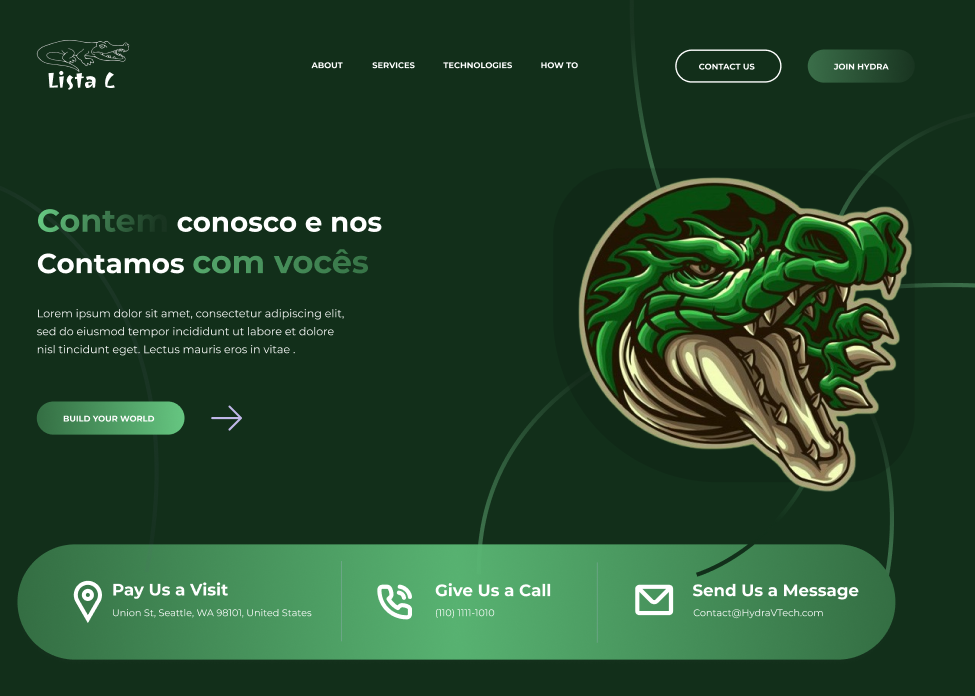 Lista C
ABOUT SERVICES TECHNOLOGIES HOW TO
CONTACT US
JOIN HYDRA
Contem conosco e nos
Contamos com vocês
Lorem ipsum dolor sit amet, consectetur adipiscing elit,
sed do eiusmod tempor incididunt ut labore et dolore
nisl tincidunt eget. Lectus mauris eros in vitae .
BUILD YOUR WORLD
Pay Us a Visit
Union St, Seattle, WA 98101, United States
Give Us a Call
(110) 1111-1010
Send Us a Message
Contact@HydraVTech.com